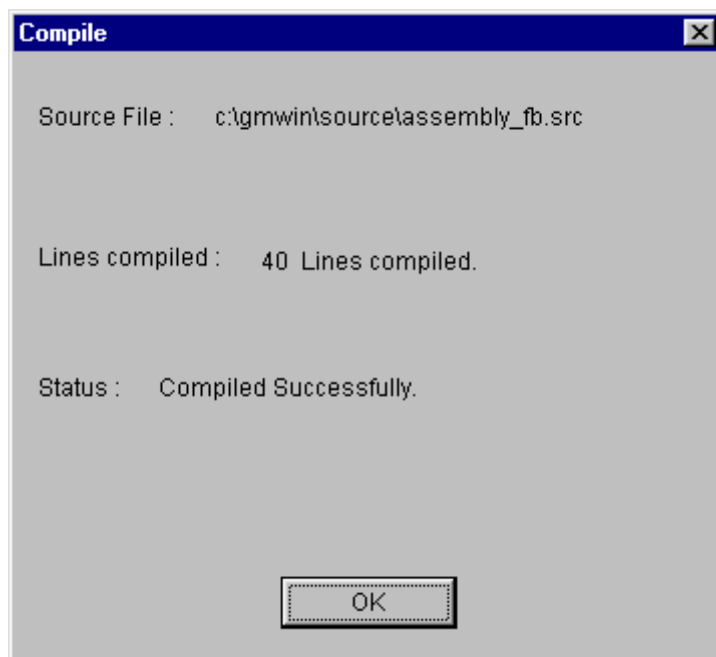 Compile
Source File : c:\gmwin\source\assembly_fb.src
Lines compiled : 40 Lines compiled.
Status : Compiled Successfully.
OK